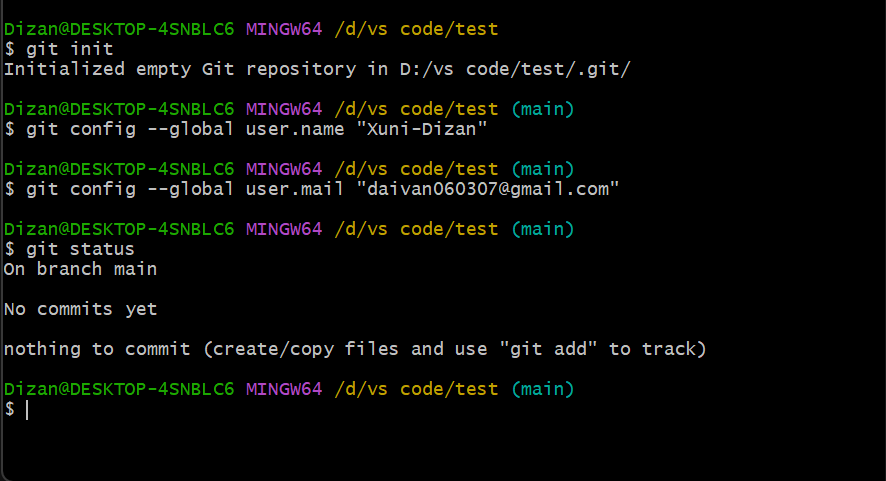 Dizan@DESKTOP-4SNBLC6 MINGW64 /d/vs code/test
$ git init
Initialized empty Git repository in D:/vs code/test/.git/
Dizan@DESKTOP-4SNBLC6 MINGW64 /d/vs code/test (main)
$ git config --global user.name "Xuni-Dizan"
Dizan@DESKTOP-4SNBLC6 MINGW64 /d/vs code/test (main)
$ git config --global user.mail "daivan060307@gmail.com"
Dizan@DESKTOP-4SNBLC6 MINGW64 /d/vs code/test (main)
$ git status
On branch main
No commits yet
nothing to commit (create/copy files and use "git add" to track)
Dizan@DESKTOP-4SNBLC6 MINGW64 /d/vs code/test (main)
$